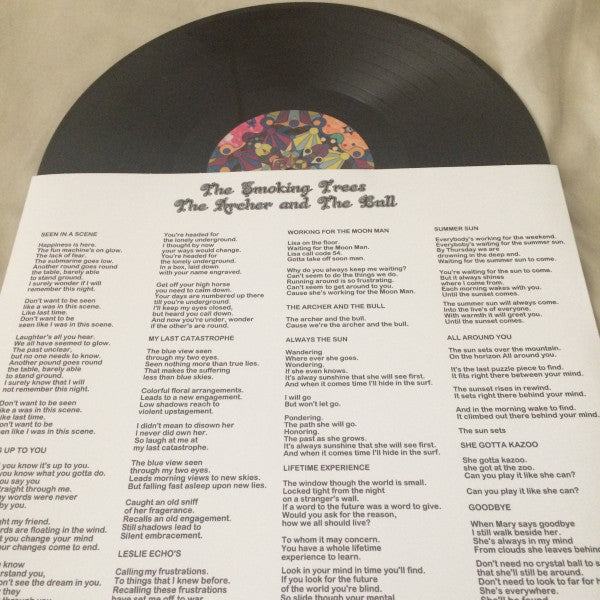 The Smoking Trees
The Archer and The Bull
SEEN IN A SCENE
Happiness is here.
The fun machine's on glow.
The lack of fear.
The submarine goes low.
Another round goes round
the table, barely able
to stand ground.
I surely wonder if I will
remember this night.
Don't want to be seen
like a was in this scene.
Like last time.
Don't want to be
seen like I was in this scene.
Laughter's all you hear.
We all have seemed to glow.
The past unclear,
but no one needs to know.
Another pound goes round
the table, barely able
to stand ground.
I surely know that I will
not remember this night.
Don't want to be seen
like a was in this scene.
like last time.
Don't want to be
seen like I was in this scene.
UP TO YOU
you know it's up to you.
you know what you gotta do.
you say you
straight through me.
my words were never
by you.
my friend.
are floating in the wind.
you change your mind
your changes come to end.
know
you,
see the dream in you.
they
through
You're headed for
the lonely underground.
I thought by now
your ways would change.
You're headed for
the lonely underground.
In a box, laid down
with your name engraved.
Get off your high horse
you need to calm down.
Your days are numbered up there
till you're underground.
I'll keep my eyes closed,
but heard you call down.
And now you're under, wonder
if the other's are round.
MY LAST CATASTROPHE
The blue view seen
through my two eyes.
Seen nothing more than true lies.
That makes the suffering
less than blue skies.
Colorful floral arrangements.
Leads to a new engagement.
Low shadows reach to
violent upstagement.
I didn't mean to disown her
I never did own her.
So laugh at me at
my last catastrophe.
The blue view seen
through my two eyes.
Leads morning views to new skies.
But falling fast asleep upon new lies.
Caught an old sniff
of her fragerance.
Recalls an old engagement.
Still shadows lead to
Silent embracement.
LESLIE ECHO'S
Calling my frustrations.
To things that I knew before.
Recalling these frustrations
have set me off to war.
WORKING FOR THE MOON MAN
Lisa on the floor
Waiting for the Moon Man.
Lisa call code 54.
Gotta take off soon man.
Why do you always keep me waiting?
Can't seem to do the things we do.
Running around is so frustrating.
Can't seem to get around to you.
Cause she's working for the Moon Man.
THE ARCHER AND THE BULL
The archer and the bull.
Cause we're the archer and the bull.
ALWAYS THE SUN
Wandering
Where ever she goes.
Wondering.
If she even knows.
It's alway sunshine that she will see first.
And when it comes time I'll hide in the surf.
I will go
But won't let go.
Pondering.
The path she will go.
Honoring.
The past as she grows.
It's always sunshine that she will see first.
And when it comes time I'll hide in the surf.
LIFETIME EXPERIENCE
The window though the world is small.
Locked tight from the night
on a stranger's wall.
If a word to the future was a word to give.
Would you ask for the reason,
how we should all live?
To whom it may concern.
You have a whole lifetime
experience to learn.
Look in your mind in time you'll find.
If you look for the future
of the world you're blind.
So slide though your mental
SUMMER SUN
Everybody's working for the weekend.
Everybody's waiting for the summer sun.
By Thursday we are
drowning in the deep end.
Waiting for the summer sun to come.
You're waiting for the sun to come.
But it always shines
where I come from.
Each morning wakes with you.
Until the sunset comes.
The summer sun will always come.
Into the live's of everyone.
With warmth it will greet you.
Until the sunset comes.
ALL AROUND YOU
The sun sets over the mountain.
On the horizon All around you.
It's the last puzzle piece to find.
It fits right there between your mind.
The sunset rises in rewind.
It sets right there behind your mind.
And in the morning wake to find.
It climbed out there behind your mind.
The sun sets
SHE GOTTA KAZOO
She gotta kazoo.
she got at the zoo.
Can you play it like she can?
Can you play it like she can?
GOODBYE
When Mary says goodbye
I still walk beside her.
She's always in my mind
From clouds she leaves behind
Don't need no crystal ball to
that she'll still be around.
Don't need to look to far for
She's everywhere.